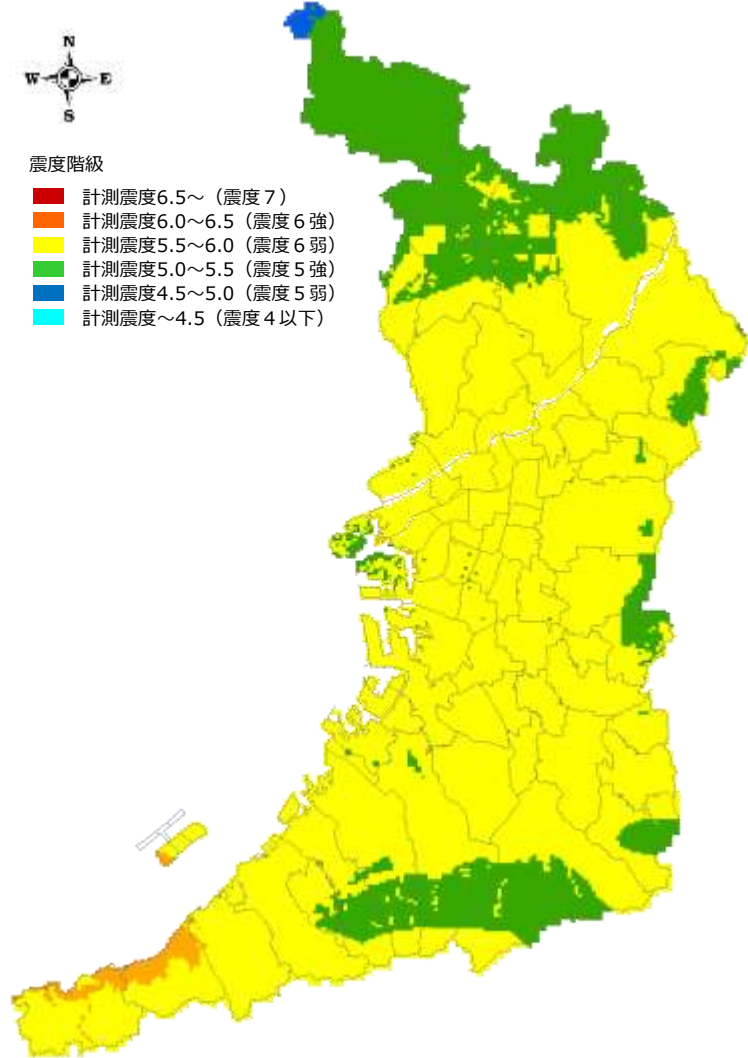 N
W E
S
震度階級
計測震度6.5～（震度７）
計測震度6.0～6.5（震度６強）
計測震度5.5～6.0（震度６弱）
計測震度5.0～5.5（震度５強）
計測震度4.5～5.0（震度５弱）
計測震度～4.5（震度４以下）